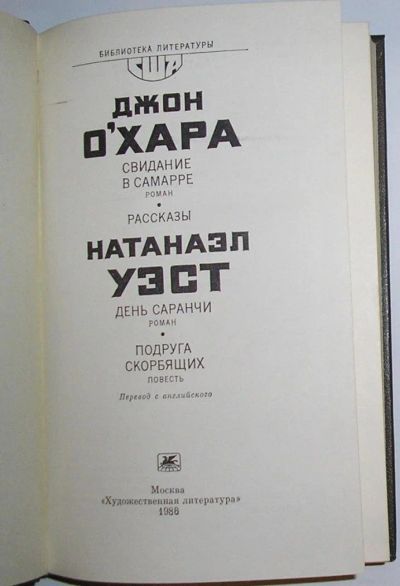 БИБЛИОТЕКА ЛИТЕРАТУРЫ
США
ДЖОН
О'ХАРА
СВИДАНИЕ
В САМАРРЕ
РОМАН
•
РАССКАЗЫ
НАТАНАЭЛ
УЭСТ
ДЕНЬ САРАНЧИ
РОМАН
•
ПОДРУГА
СКОРБЯЩИХ
ПОВЕСТЬ
Перевод с английского
Москва
«Художественная литература»
1986